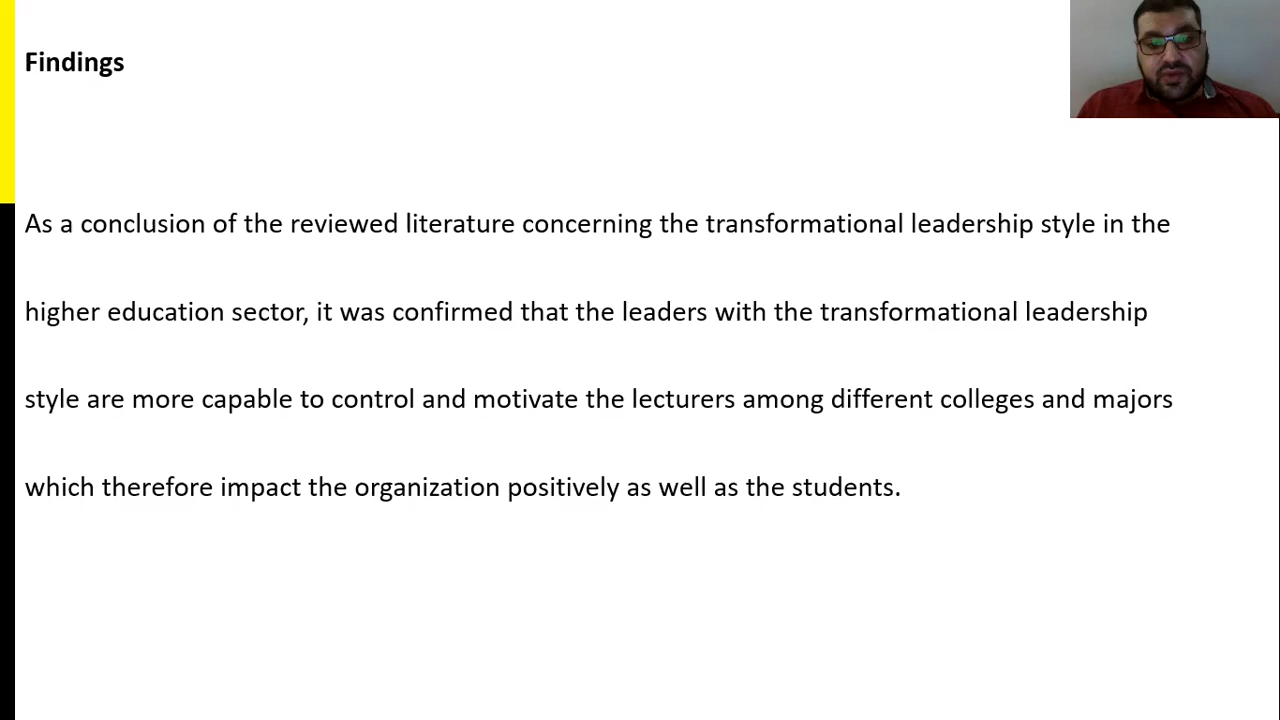 Findings
As a conclusion of the reviewed literature concerning the transformational leadership style in the
higher education sector, it was confirmed that the leaders with the transformational leadership
style are more capable to control and motivate the lecturers among different colleges and majors
which therefore impact the organization positively as well as the students.